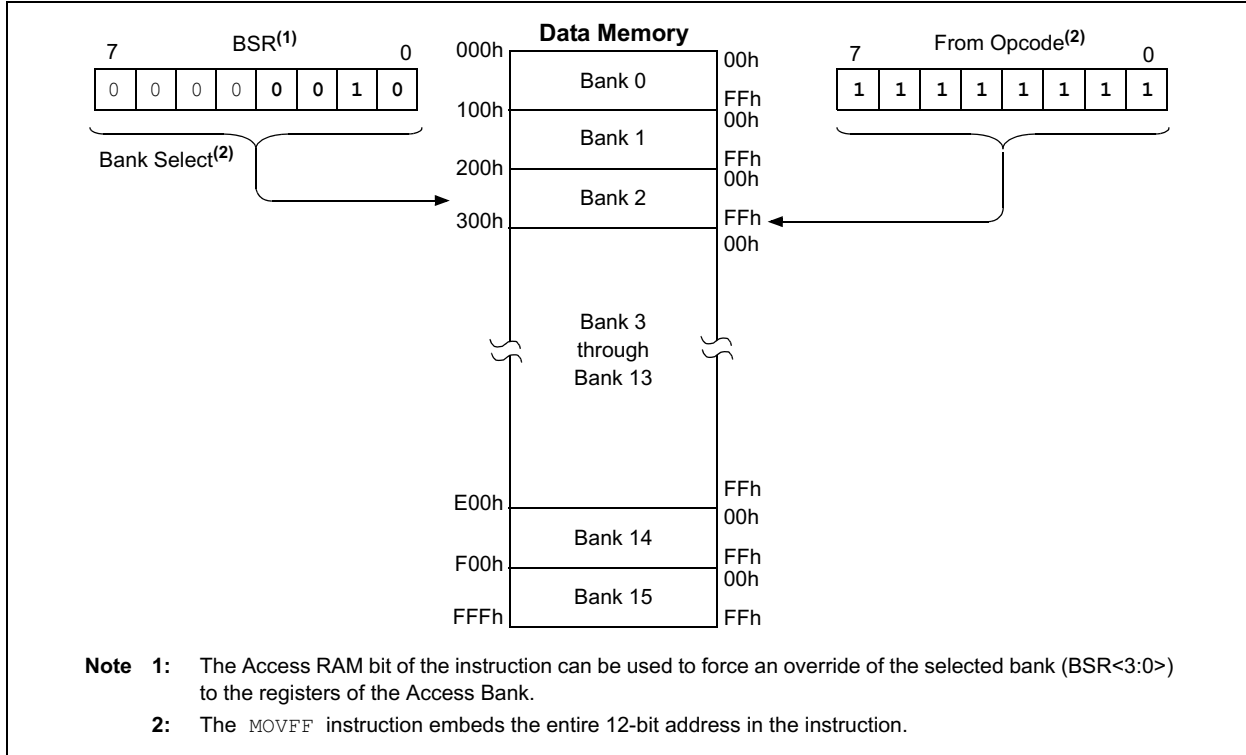 Data Memory
BSR(1)
7 0
0 0 0 0 0 0 1 0
Bank Select(2)
From Opcode(2)
7 0
1 1 1 1 1 1 1 1
000h
Bank 0
00h
FFh
100h
Bank 1
00h
FFh
200h
Bank 2
00h
FFh
300h
00h
Bank 3
through
Bank 13
FFh
E00h
Bank 14
00h
FFh
F00h
Bank 15
00h
FFFh
FFh
Note 1: The Access RAM bit of the instruction can be used to force an override of the selected bank (BSR<3:0>)
to the registers of the Access Bank.
2: The MOVFF instruction embeds the entire 12-bit address in the instruction.